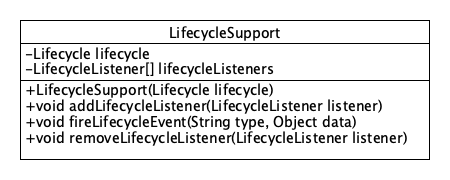 LifecycleSupport
–Lifecycle lifecycle
–LifecycleListener[] lifecycleListeners
+LifecycleSupport(Lifecycle lifecycle)
+void addLifecycleListener(LifecycleListener listener)
+void fireLifecycleEvent(String type, Object data)
+void removeLifecycleListener(LifecycleListener listener)